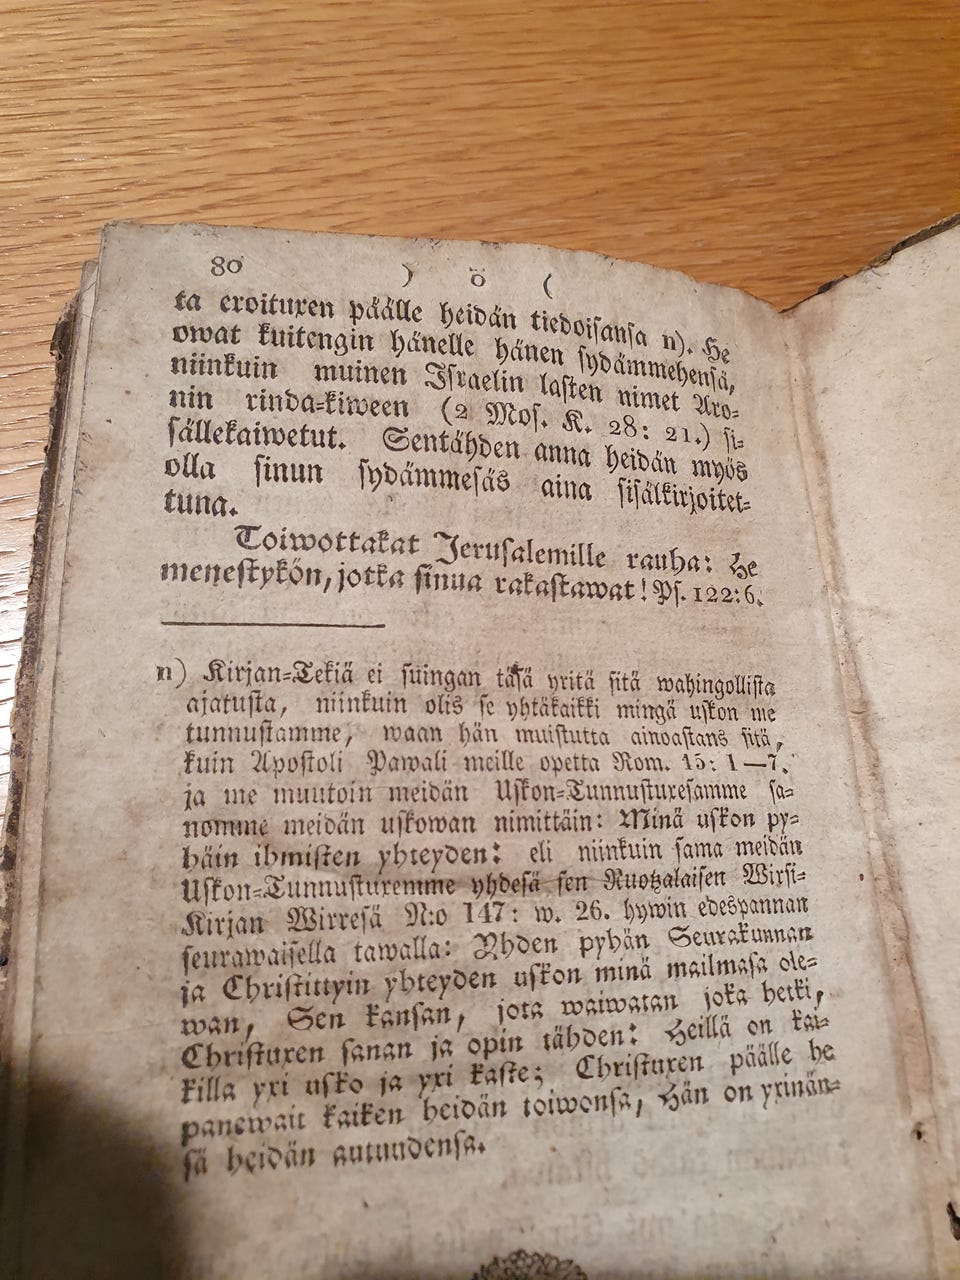 80 ) ö (
ta eroituxen päälle heidän tiedoisansa n). He
owat kuitengin hänelle hänen sydämmehensä,
niinkuin muinen Israelin lasten nimet Aro=
nin rinda=kiween (2 Mos. K. 28: 21.) si=
sällekaiwetut. Sentähden anna heidän myös
olla sinun sydämmesäs aina sisälkirjoitet=
tuna.
Toiwottakat Jerusalemille rauha: He
menestykön, jotka sinua rakastawat! Ps. 122:6.
n) Kirjan=Tekiä ei suingan täsä yritä sitä wahingollista
ajatusta, niinkuin olis se yhtäkaikki mingä uskon me
tunnustamme, waan hän muistutta ainoastans sitä,
kuin Apostoli Pawali meille opetta Rom. 15: 1—7.
ja me muutoin meidän Uskon=Tunnustuxesamme sa=
nomme meidän uskowan nimittäin: Minä uskon py=
häin ihmisten yhteyden: eli niinkuin sama meidän
Uskon=Tunnustuxemme yhdesä sen Ruotzalaisen Wirsi=
Kirjan Wirresä N:o 147: w. 26. hywin edespannan
seurawaisella tawalla: Yhden pyhän Seurakunnan
ja Christittyin yhteyden uskon minä mailmasa ole=
wan, Sen kansan, jota waiwatan joka hetki,
Christuxen sanan ja opin tähden: Heillä on kai=
killa yxi usko ja yxi kaste; Christuxen päälle he
panewait kaiken heidän toiwonsa, Hän on yxinän=
sä heidän autuudensa.